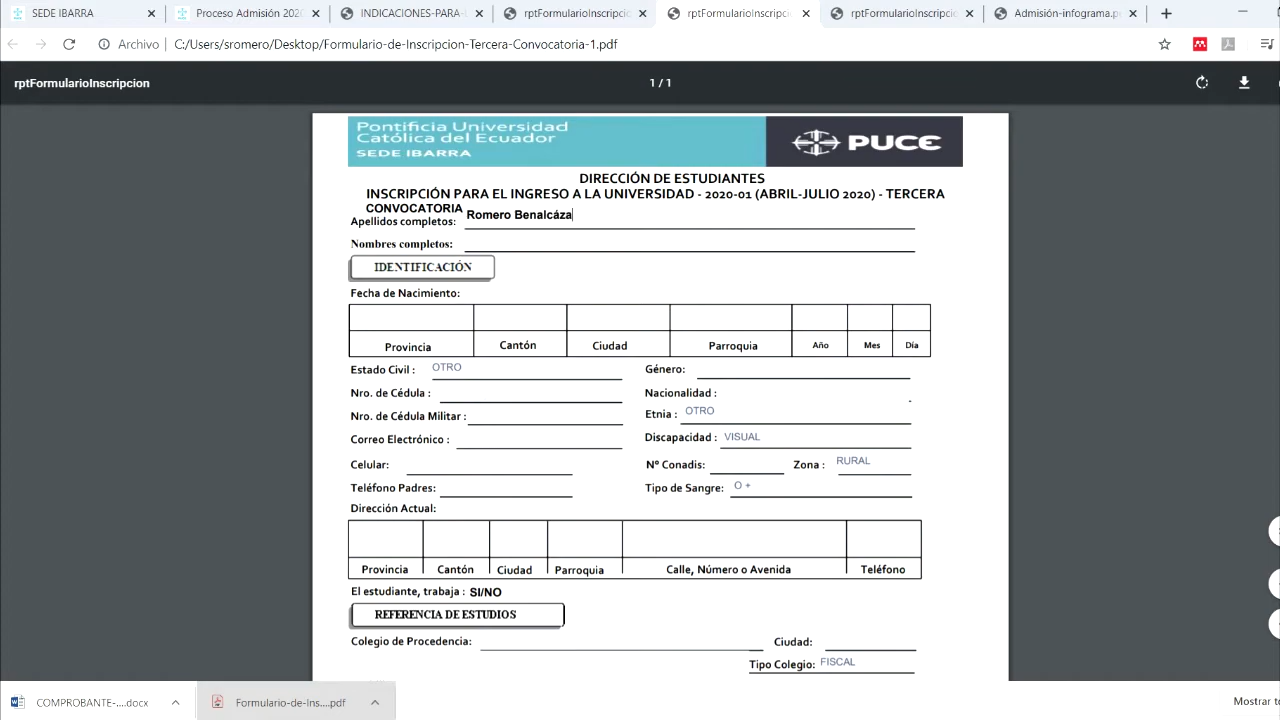 SEDE IBARRA
Proceso Admisión 2020
INDICACIONES-PARA-L
rptFormularioInscripcio
rptFormularioInscripcio
rptFormularioInscripcio
Admisión-infograma.p
Archivo | C:/Users/sromero/Desktop/Formulario-de-Inscripcion-Tercera-Convocatoria-1.pdf
rptFormularioInscripcion
1 / 1
Pontificia Universidad
Católica del Ecuador
SEDE IBARRA
PUCE
DIRECCIÓN DE ESTUDIANTES
INSCRIPCIÓN PARA EL INGRESO A LA UNIVERSIDAD - 2020-01 (ABRIL-JULIO 2020) - TERCERA
CONVOCATORIA
Apellidos completos: Romero Benalcáza
Nombres completos:
IDENTIFICACIÓN
Fecha de Nacimiento:
Provincia Cantón Ciudad Parroquia Año Mes Día
Estado Civil : OTRO Género:
Nro. de Cédula : Nacionalidad :
Nro. de Cédula Militar : Etnia : OTRO
Correo Electrónico : Discapacidad : VISUAL
Celular: Nº Conadis: Zona : RURAL
Teléfono Padres: Tipo de Sangre: O +
Dirección Actual:
Provincia Cantón Ciudad Parroquia Calle, Número o Avenida Teléfono
El estudiante, trabaja : SI/NO
REFERENCIA DE ESTUDIOS
Colegio de Procedencia: Ciudad:
Tipo Colegio: FISCAL
COMPROBANTE-....docx
Formulario-de-Ins....pdf
Mostrar to